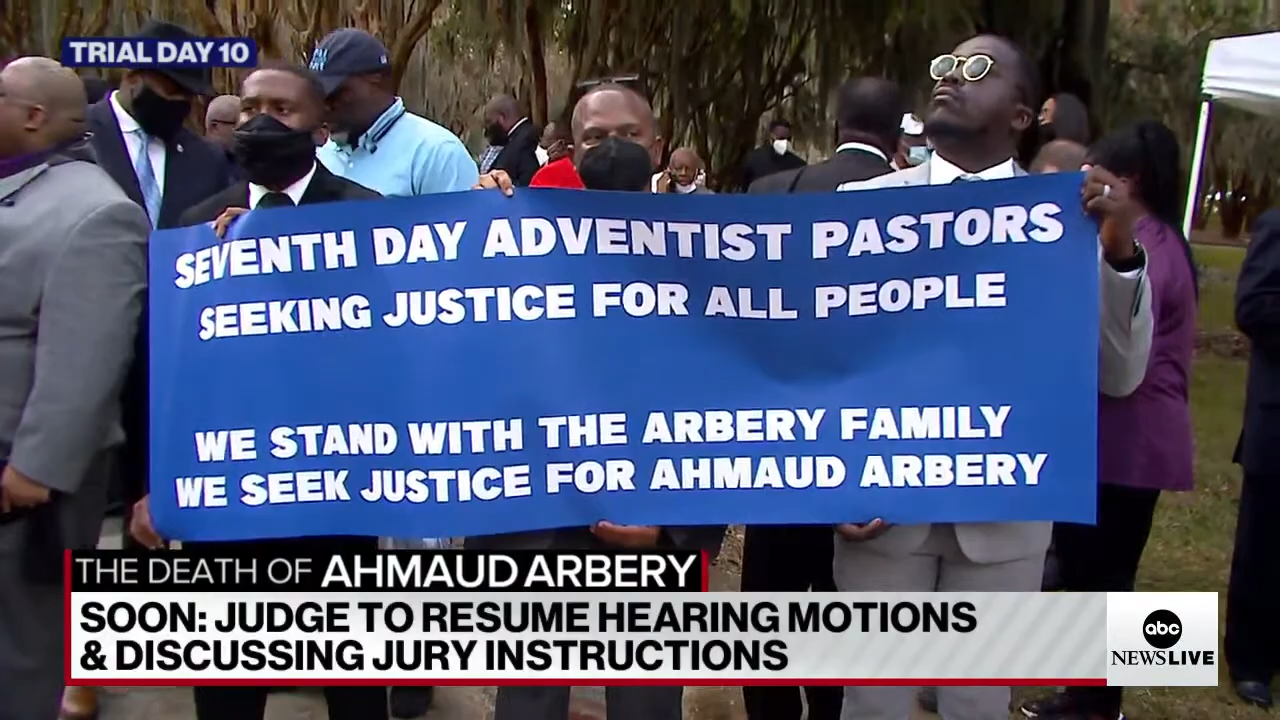 TRIAL DAY 10
SEVENTH DAY ADVENTIST PASTORS
SEEKING JUSTICE FOR ALL PEOPLE
WE STAND WITH THE ARBERY FAMILY
WE SEEK JUSTICE FOR AHMAUD ARBERY
THE DEATH OF AHMAUD ARBERY
SOON: JUDGE TO RESUME HEARING MOTIONS
& DISCUSSING JURY INSTRUCTIONS
abc
NEWS LIVE